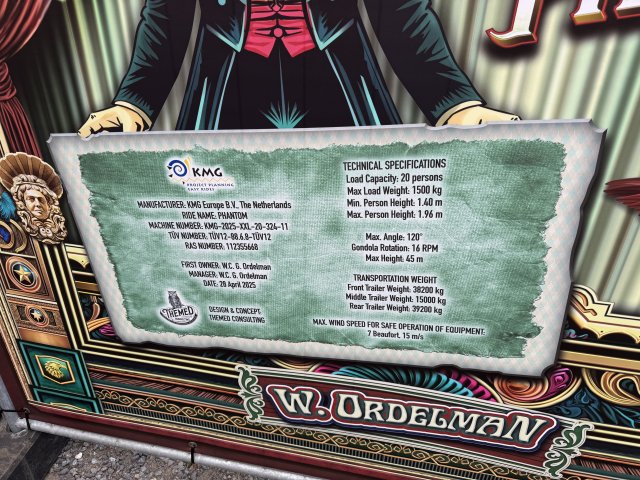 KMG
PROJECT PLANNING
EASY RIDES
MANUFACTURER: KMG Europe B.V., The Netherlands
RIDE NAME: PHANTOM
MACHINE NUMBER: KMG-2025-XXL-20-324-11
TÜV NUMBER: TÜV12-88.6.8-TÜV12
RAS NUMBER: 112355668
FIRST OWNER: W.C. G. Ordelman
MANAGER: W.C. G. Ordelman
DATE: 28 April 2025
THEMED
DESIGN & CONCEPT
THEMED CONSULTING
TECHNICAL SPECIFICATIONS
Load Capacity: 20 persons
Max Load Weight: 1500 kg
Min. Person Height: 1.40 m
Max. Person Height: 1.96 m
Max. Angle: 120°
Gondola Rotation: 16 RPM
Max Height: 45 m
TRANSPORTATION WEIGHT
Front Trailer Weight: 38200 kg
Middle Trailer Weight: 15000 kg
Rear Trailer Weight: 39200 kg
MAX. WIND SPEED FOR SAFE OPERATION OF EQUIPMENT:
7 Beaufort. 15 m/s
W. ORDELMAN